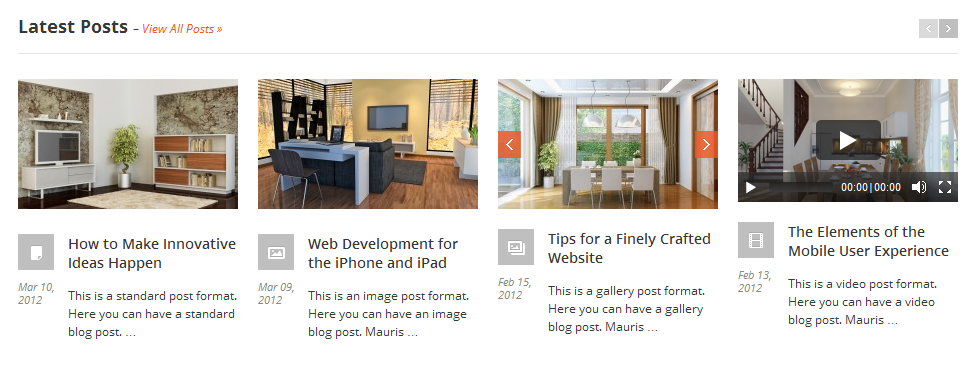 Latest Posts – View All Posts »
00:00|00:00
How to Make Innovative
Ideas Happen
Mar 10,
2012
This is a standard post format.
Here you can have a standard
blog post. …
Web Development for
the iPhone and iPad
Mar 09,
2012
This is an image post format.
Here you can have an image
blog post. Mauris …
Tips for a Finely Crafted
Website
Feb 15,
2012
This is a gallery post format.
Here you can have a gallery
blog post. Mauris …
The Elements of the
Mobile User Experience
Feb 13,
2012
This is a video post format.
Here you can have a video
blog post. Mauris …